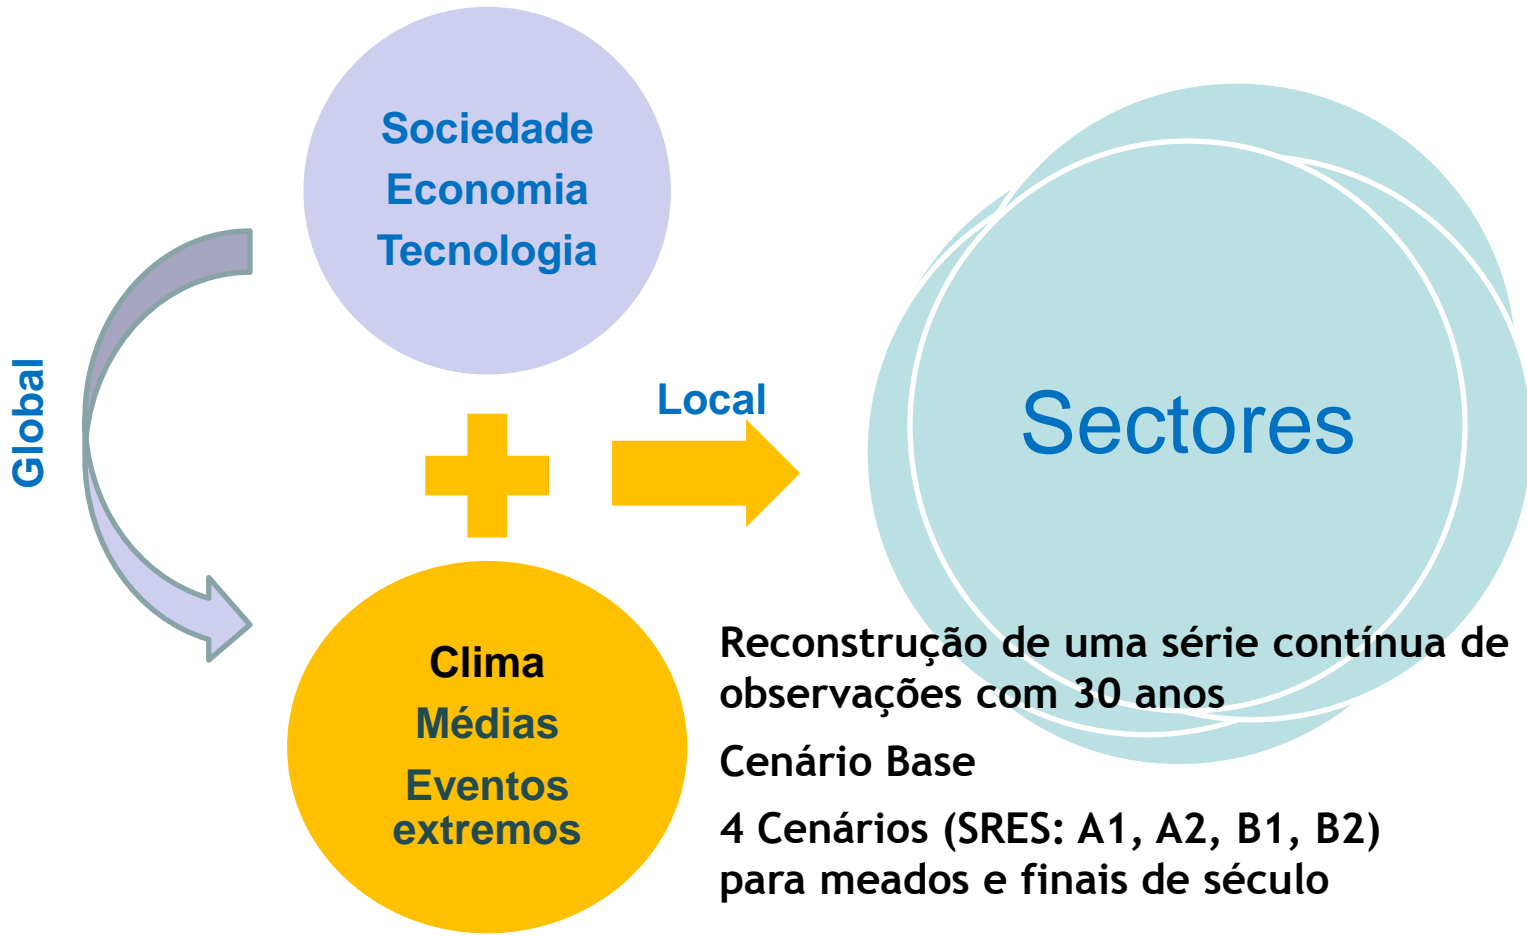 Sociedade
Economia
Tecnologia
Global
Local
Sectores
Clima
Médias
Eventos
extremos
Reconstrução de uma série contínua de
observações com 30 anos
Cenário Base
4 Cenários (SRES: A1, A2, B1, B2)
para meados e finais de século